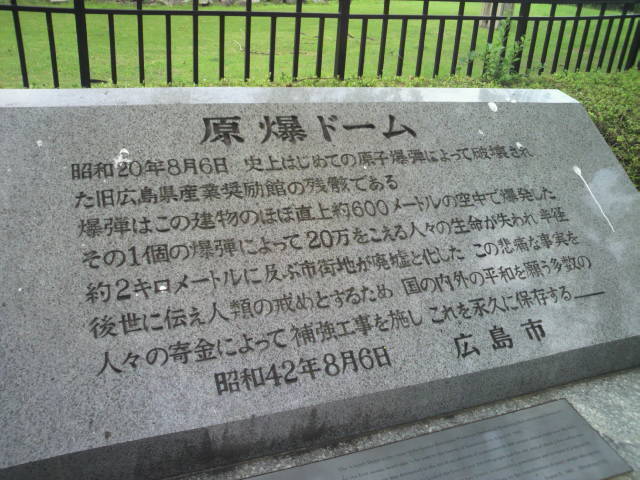 原爆ドーム
昭和20年8月6日 史上はじめての原子爆弾によって破壊され
た旧広島県産業奨励館の残骸である
爆弾はこの建物のほぼ直上約600メートルの空中で爆発した
その1個の爆弾によって20万をこえる人々の生命が失われ 半径
約2キロメートルに及ぶ市街地が廃墟と化した この悲痛な事実を
後世に伝え人類の戒めとするため 国の内外の平和を願う多数の
人々の寄金によって補強工事を施し これを永久に保存する――
昭和42年8月6日 広島市